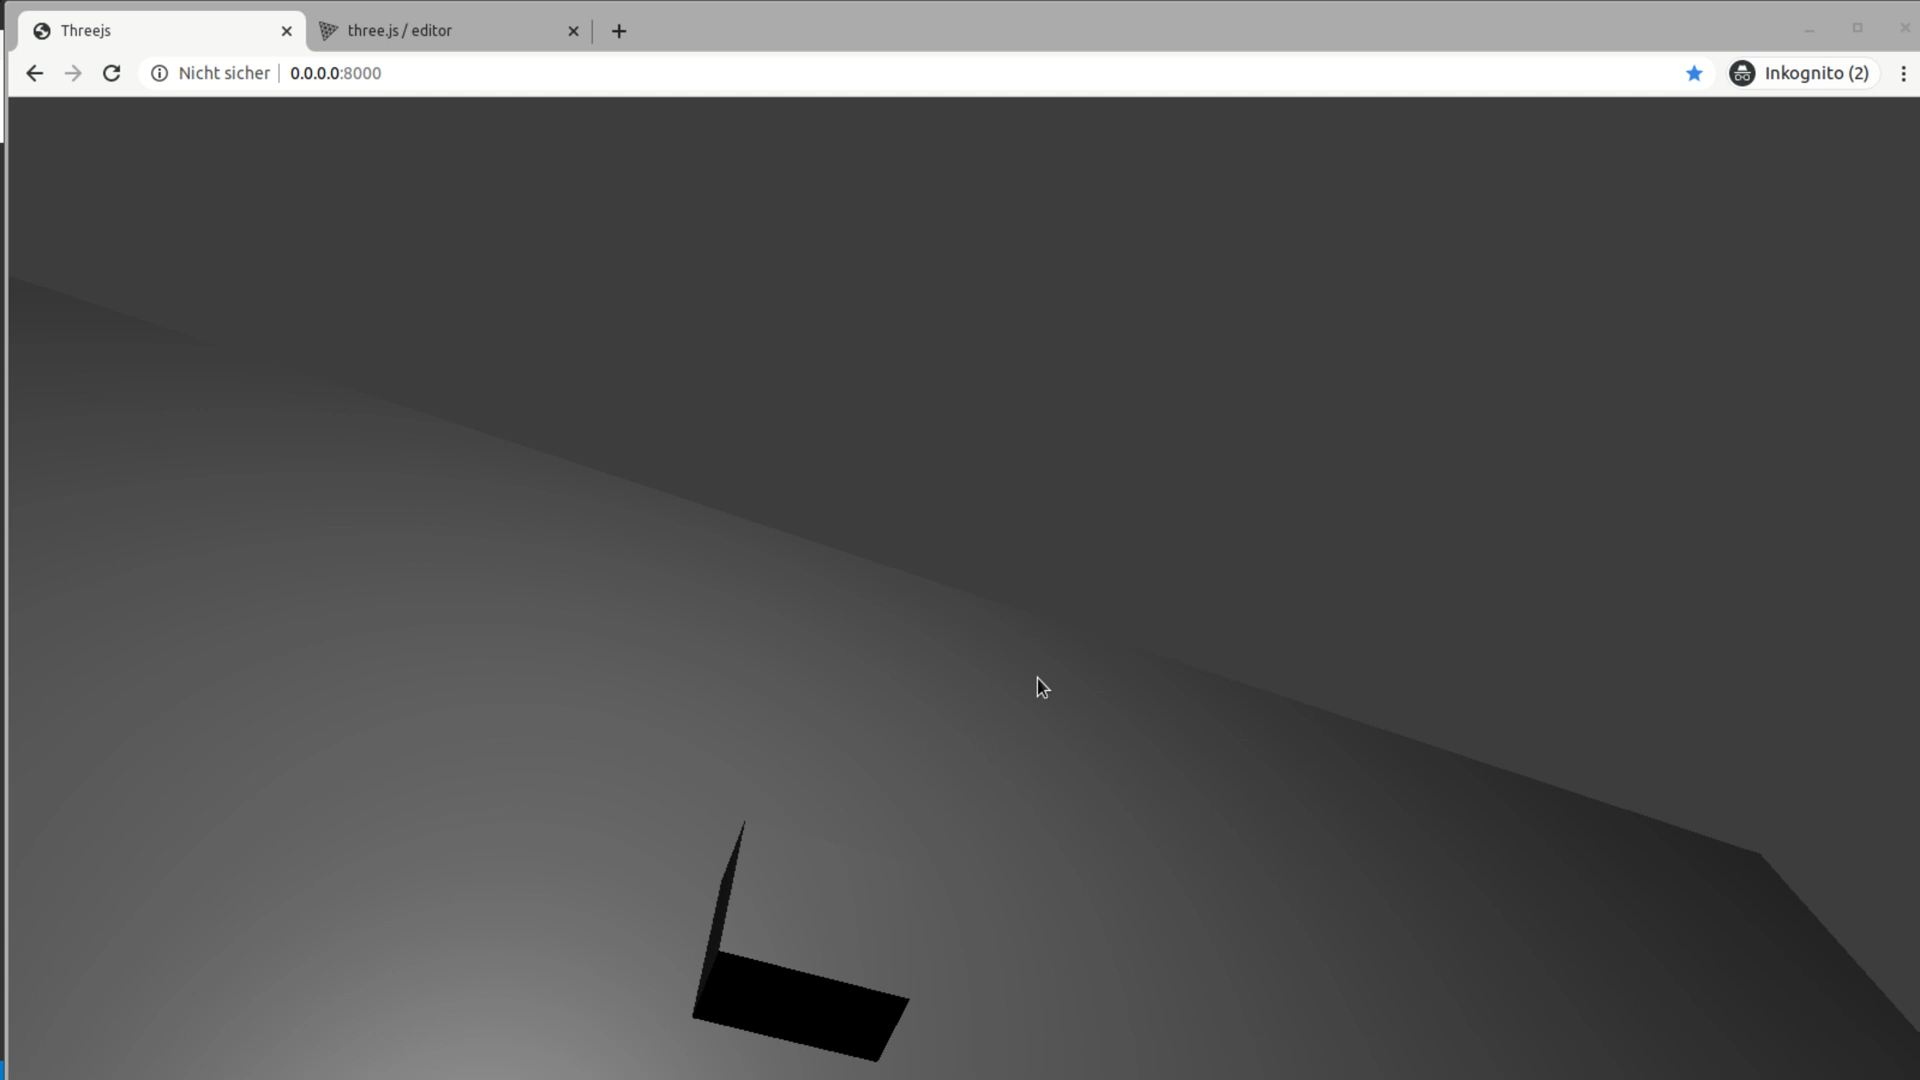 Threejs
three.js / editor
Nicht sicher
0.0.0.0:8000
Inkognito (2)